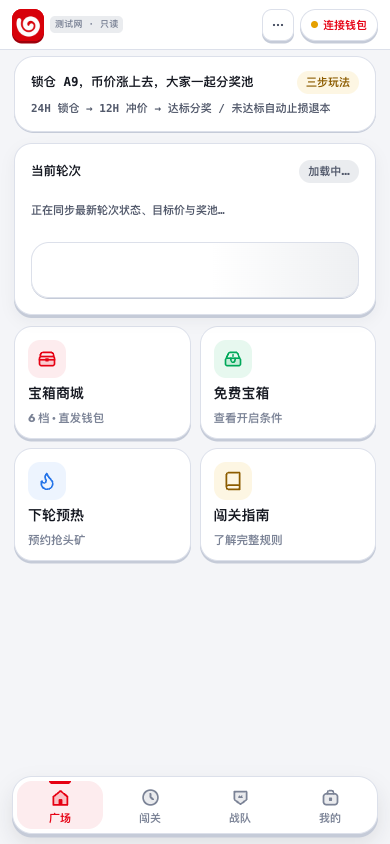 测试网 · 只读
···
连接钱包
锁仓 A9，币价涨上去，大家一起分奖池
三步玩法
24H 锁仓 → 12H 冲价 → 达标分奖 / 未达标自动止损退本
当前轮次
加载中…
正在同步最新轮次状态、目标价与奖池…
宝箱商城
6 档 · 直发钱包
免费宝箱
查看开启条件
下轮预热
预约抢头矿
闯关指南
了解完整规则
广场
闯关
战队
我的